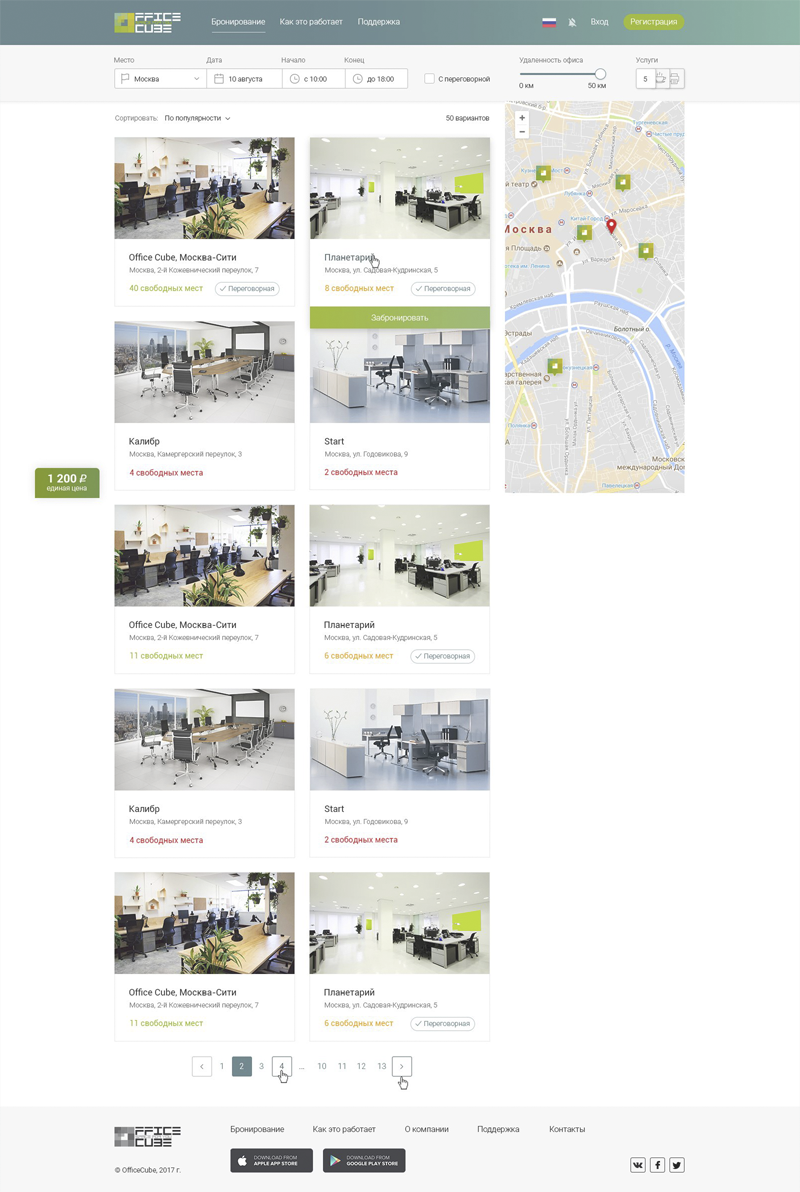 OFFICE CUBE
Бронирование
Как это работает
Поддержка
Вход
Регистрация
Место
Дата
Начало
Конец
Удаленность офиса
Услуги
Москва
10 августа
с 10:00
до 18:00
С переговорной
0 км
50 км
5
Сортировать: По популярности
50 вариантов
Office Cube, Москва-Сити
Москва, 2-й Кожевнический переулок, 7
40 свободных мест
Переговорная
Планетарий
Москва, ул. Садовая-Кудринская, 5
8 свободных мест
Переговорная
Забронировать
+
−
Китай-Город
Москва
Болотный о.
Московский
международный До
Калибр
Москва, Камергерский переулок, 3
4 свободных места
Start
Москва, ул. Годовикова, 9
2 свободных места
1 200 ₽
единая цена
Office Cube, Москва-Сити
Москва, 2-й Кожевнический переулок, 7
11 свободных мест
Планетарий
Москва, ул. Садовая-Кудринская, 5
6 свободных мест
Переговорная
Калибр
Москва, Камергерский переулок, 3
4 свободных места
Start
Москва, ул. Годовикова, 9
2 свободных места
Office Cube, Москва-Сити
Москва, 2-й Кожевнический переулок, 7
11 свободных мест
Планетарий
Москва, ул. Садовая-Кудринская, 5
6 свободных мест
Переговорная
‹ 1 2 3 4 ... 10 11 12 13 ›
OFFICE CUBE
Бронирование
Как это работает
О компании
Поддержка
Контакты
DOWNLOAD FROM
APPLE APP STORE
DOWNLOAD FROM
GOOGLE PLAY STORE
© OfficeCube, 2017 г.